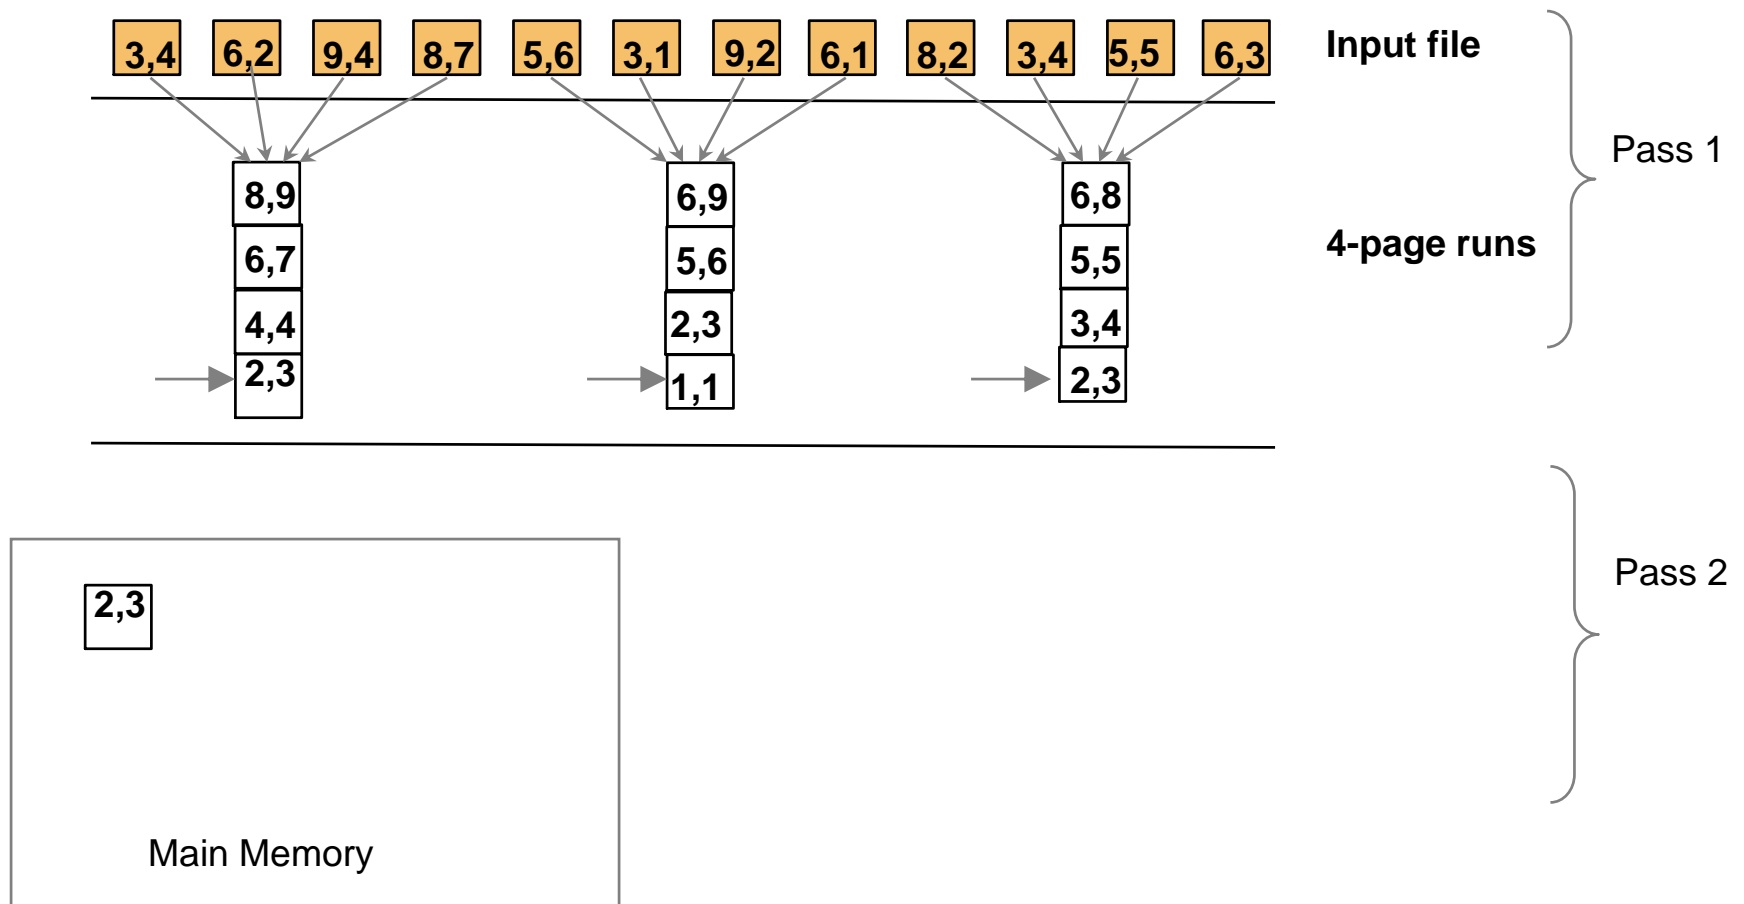 3,4 6,2 9,4 8,7 5,6 3,1 9,2 6,1 8,2 3,4 5,5 6,3 Input file
Pass 1
8,9 6,9 6,8
4-page runs
6,7 5,6 5,5
4,4 2,3 3,4
2,3 1,1 2,3
Pass 2
2,3
Main Memory